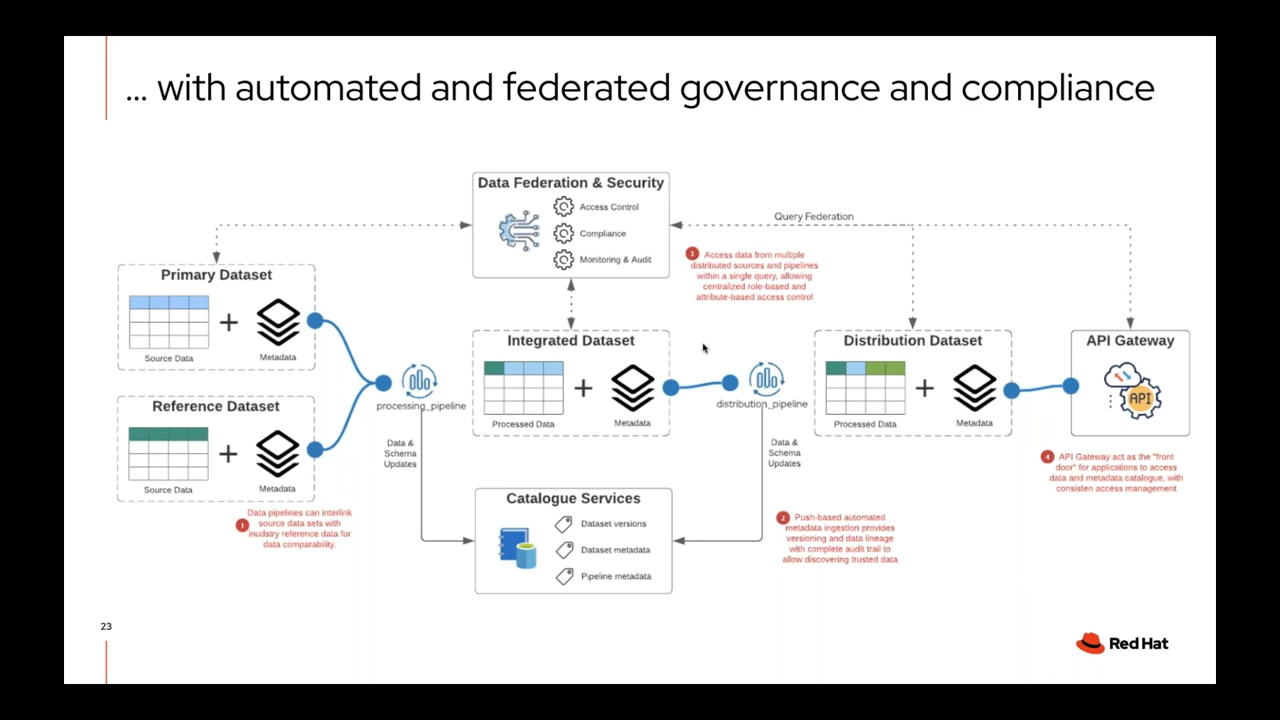 ... with automated and federated governance and compliance
Data Federation & Security
Access Control
Compliance
Monitoring & Audit
Query Federation
3 Access data from multiple
distributed sources and pipelines
within a single query, allowing
centralized role-based and
attribute-based access control
Primary Dataset
+
Source Data
Metadata
Reference Dataset
+
Source Data
Metadata
1 Data pipelines can interlink
source data sets with
inudstry reference data for
data comparability.
processing_pipeline
Data &
Schema
Updates
Integrated Dataset
+
Processed Data
Metadata
distribution_pipeline
Data &
Schema
Updates
Distribution Dataset
+
Processed Data
Metadata
API Gateway
API
4 API Gateway act as the "front
door" for applications to access
data and metadata catalogue, with
consisten access management
Catalogue Services
Dataset versions
Dataset metadata
Pipeline metadata
2 Push-based automated
metadata ingestion provides
versioning and data lineage
with complete audit trail to
allow discovering trusted data
23
Red Hat